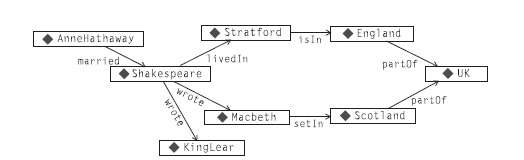 AnneHathaway
married
Shakespeare
livedIn
Stratford
isIn
England
partOf
UK
wrote
Macbeth
setIn
Scotland
partOf
wrote
KingLear